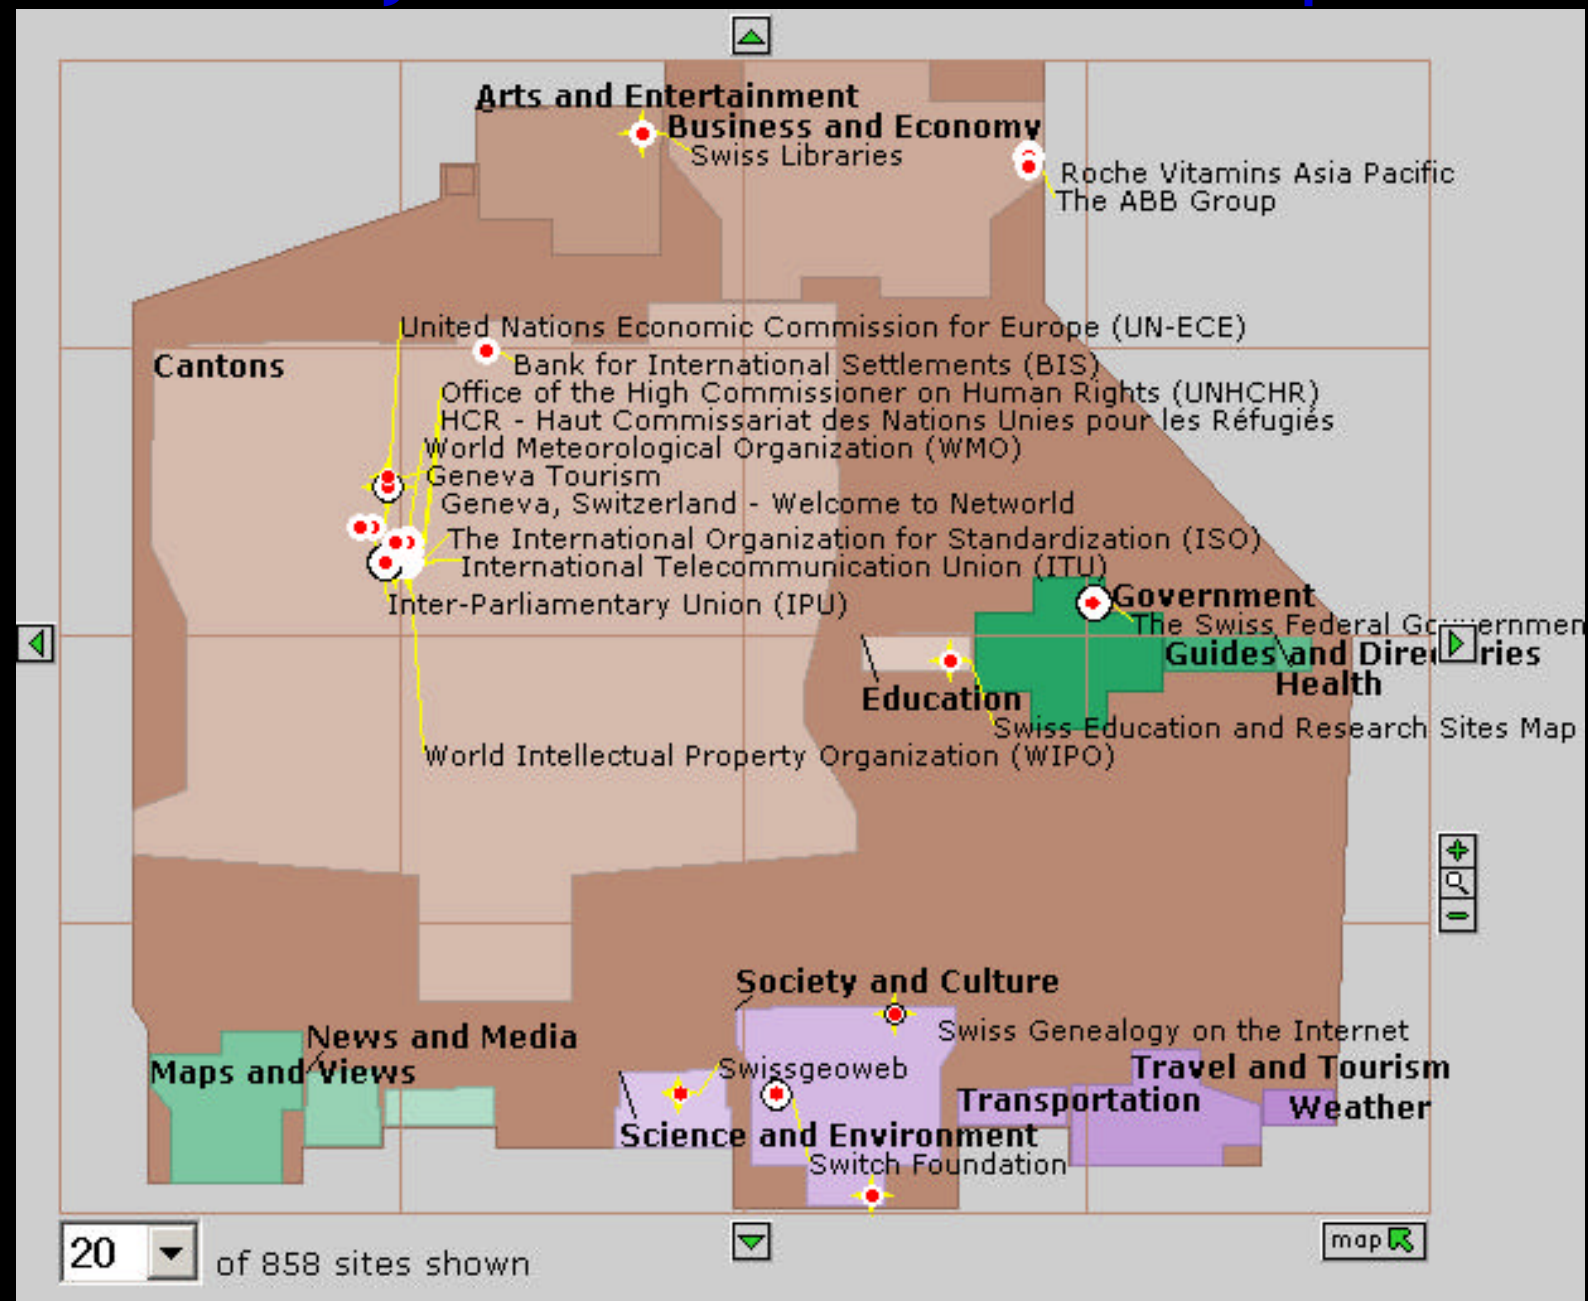 Arts and Entertainment
Business and Economy
Swiss Libraries
Roche Vitamins Asia Pacific
The ABB Group
United Nations Economic Commission for Europe (UN-ECE)
Cantons
Bank for International Settlements (BIS)
Office of the High Commissioner on Human Rights (UNHCHR)
HCR - Haut Commissariat des Nations Unies pour les Réfugiés
World Meteorological Organization (WMO)
Geneva Tourism
Geneva, Switzerland - Welcome to Networld
The International Organization for Standardization (ISO)
International Telecommunication Union (ITU)
Inter-Parliamentary Union (IPU)
Government
The Swiss Federal
Guides and
Health
Education
Swiss Education and Research Sites Map
World Intellectual Property Organization (WIPO)
Society and Culture
Swiss Genealogy on the Internet
News and Media
Maps and Views
Swissgeoweb
Travel and Tourism
Transportation
Weather
Science and Environment
Switch Foundation
20 of 858 sites shown
map